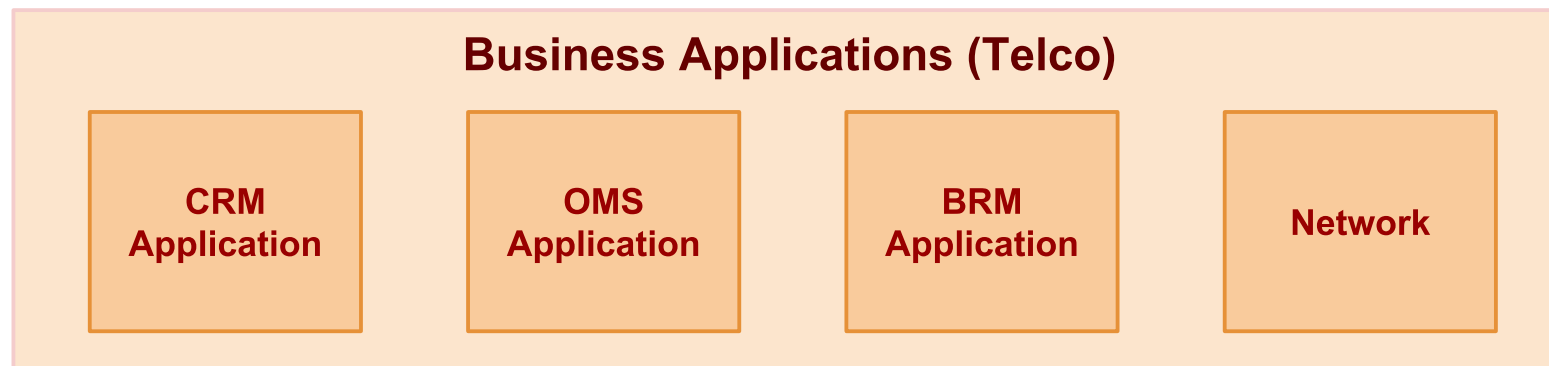 Business Applications (Telco)
CRM
Application
OMS
Application
BRM
Application
Network